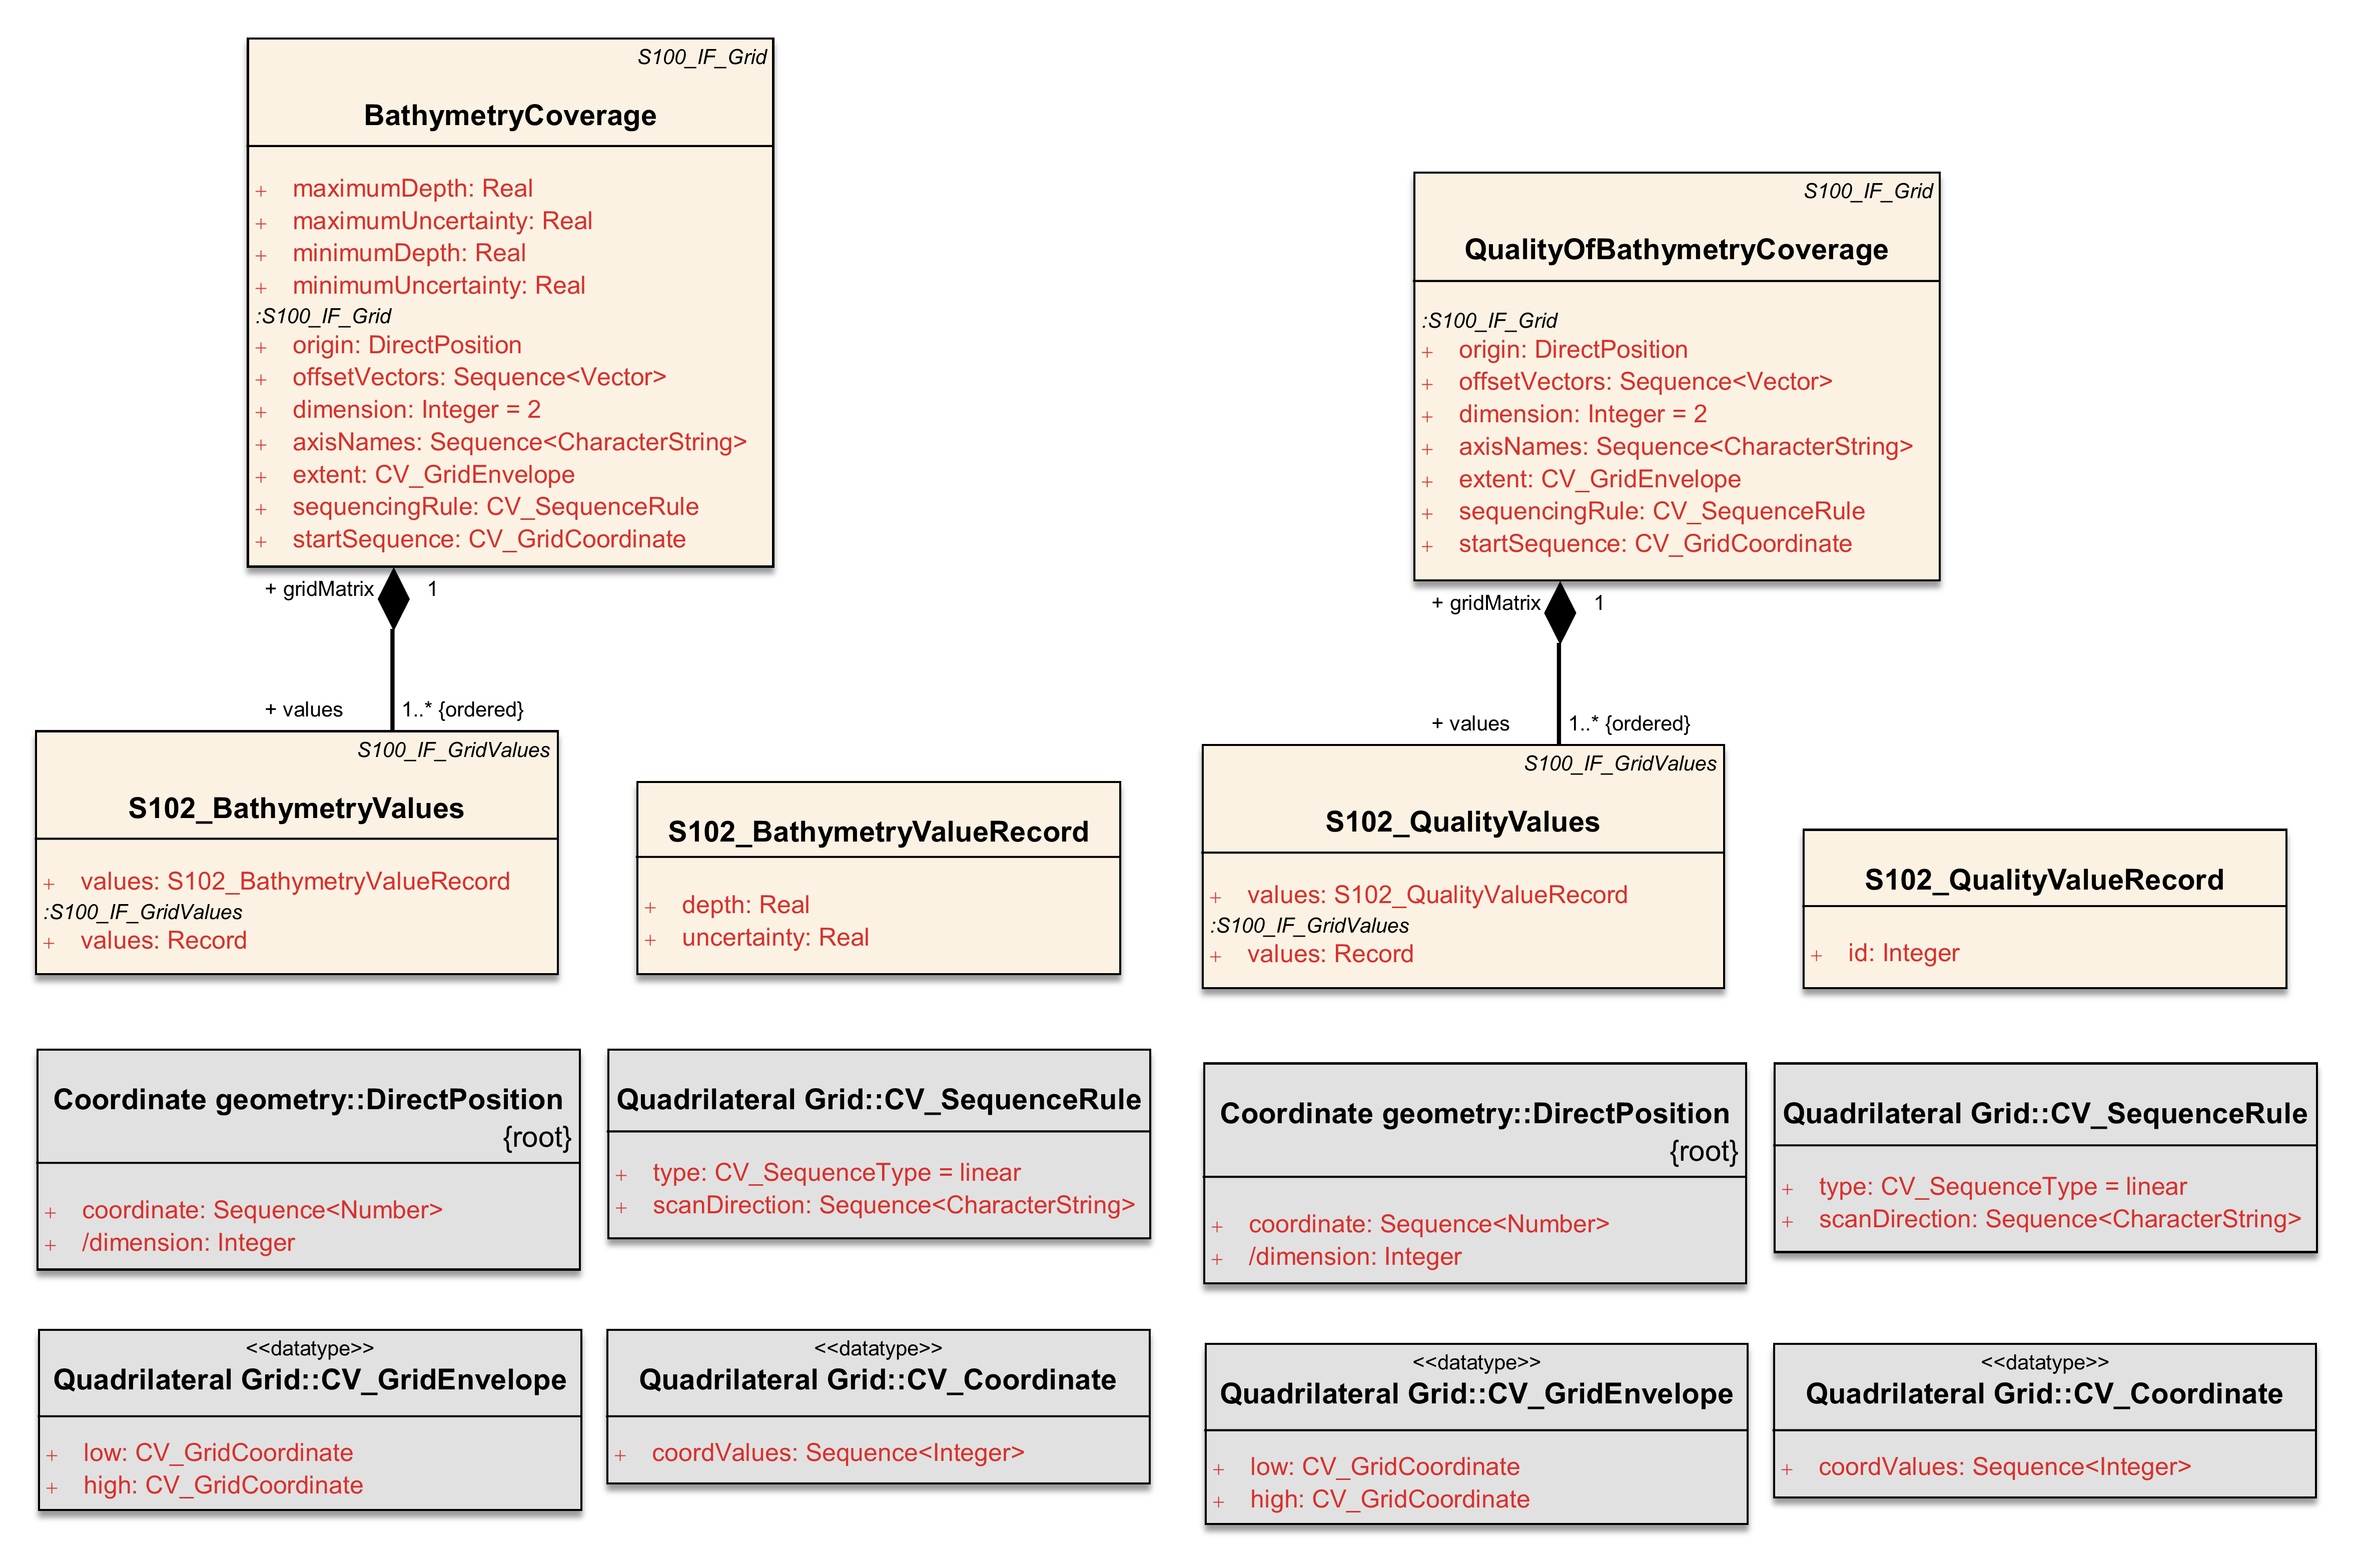 S100_IF_Grid
BathymetryCoverage
+ maximumDepth: Real
+ maximumUncertainty: Real
+ minimumDepth: Real
+ minimumUncertainty: Real
:S100_IF_Grid
+ origin: DirectPosition
+ offsetVectors: Sequence<Vector>
+ dimension: Integer = 2
+ axisNames: Sequence<CharacterString>
+ extent: CV_GridEnvelope
+ sequencingRule: CV_SequenceRule
+ startSequence: CV_GridCoordinate
+ gridMatrix 1
+ values 1..* {ordered}
S100_IF_GridValues
S102_BathymetryValues
+ values: S102_BathymetryValueRecord
:S100_IF_GridValues
+ values: Record
S102_BathymetryValueRecord
+ depth: Real
+ uncertainty: Real
Coordinate geometry::DirectPosition
{root}
+ coordinate: Sequence<Number>
+ /dimension: Integer
Quadrilateral Grid::CV_SequenceRule
+ type: CV_SequenceType = linear
+ scanDirection: Sequence<CharacterString>
<<datatype>>
Quadrilateral Grid::CV_GridEnvelope
+ low: CV_GridCoordinate
+ high: CV_GridCoordinate
<<datatype>>
Quadrilateral Grid::CV_Coordinate
+ coordValues: Sequence<Integer>
S100_IF_Grid
QualityOfBathymetryCoverage
:S100_IF_Grid
+ origin: DirectPosition
+ offsetVectors: Sequence<Vector>
+ dimension: Integer = 2
+ axisNames: Sequence<CharacterString>
+ extent: CV_GridEnvelope
+ sequencingRule: CV_SequenceRule
+ startSequence: CV_GridCoordinate
+ gridMatrix 1
+ values 1..* {ordered}
S100_IF_GridValues
S102_QualityValues
+ values: S102_QualityValueRecord
:S100_IF_GridValues
+ values: Record
S102_QualityValueRecord
+ id: Integer
Coordinate geometry::DirectPosition
{root}
+ coordinate: Sequence<Number>
+ /dimension: Integer
Quadrilateral Grid::CV_SequenceRule
+ type: CV_SequenceType = linear
+ scanDirection: Sequence<CharacterString>
<<datatype>>
Quadrilateral Grid::CV_GridEnvelope
+ low: CV_GridCoordinate
+ high: CV_GridCoordinate
<<datatype>>
Quadrilateral Grid::CV_Coordinate
+ coordValues: Sequence<Integer>